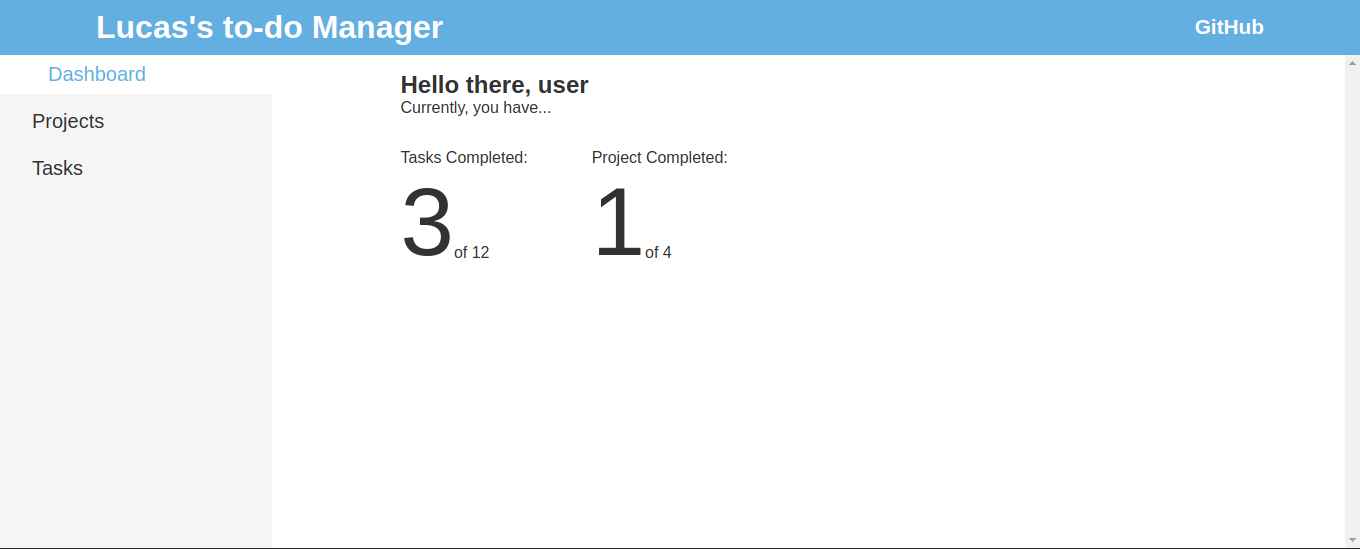 Lucas's to-do Manager
GitHub
Dashboard
Projects
Tasks
Hello there, user
Currently, you have...
Tasks Completed:
3 of 12
Project Completed:
1 of 4